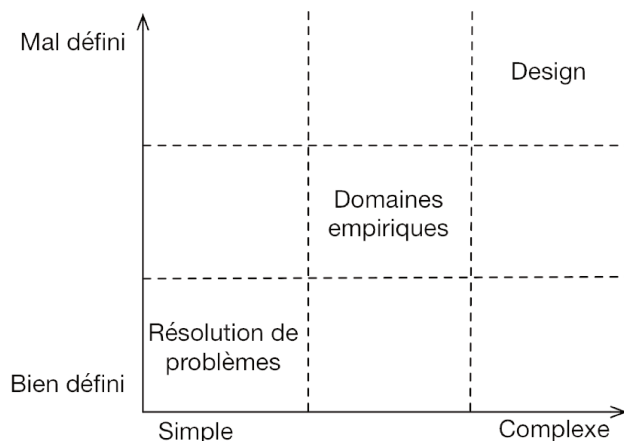 Mal défini
Design
Domaines
empiriques
Résolution de
problèmes
Bien défini
Simple
Complexe